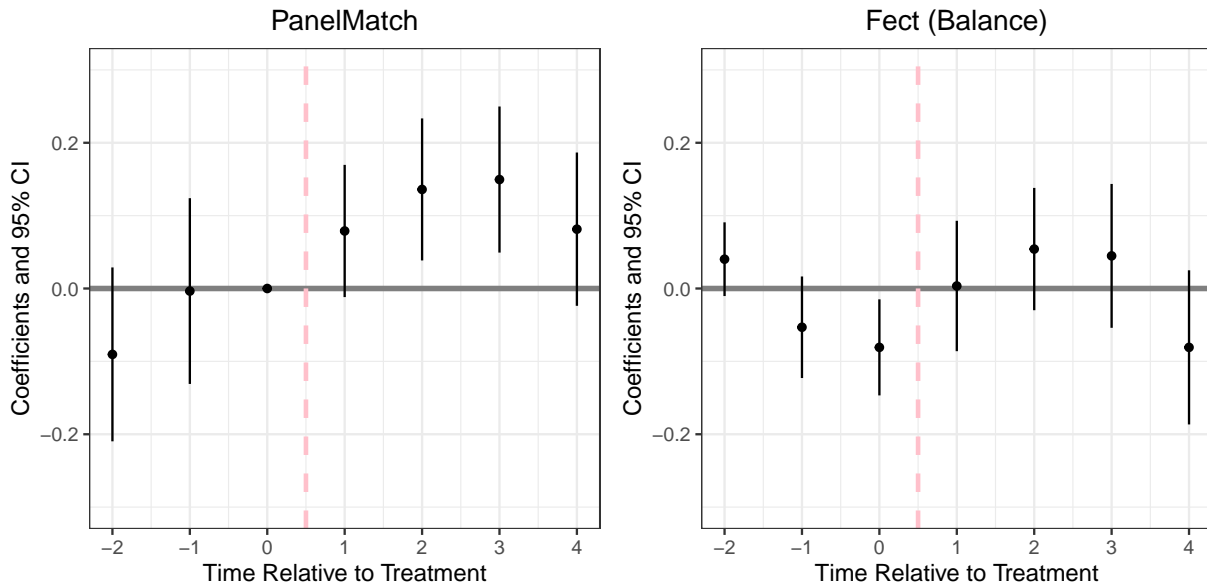 PanelMatch
Coefficients and 95% CI
0.2
0.0
−0.2
−2 −1 0 1 2 3 4
Time Relative to Treatment
Fect (Balance)
Coefficients and 95% CI
0.2
0.0
−0.2
−2 −1 0 1 2 3 4
Time Relative to Treatment